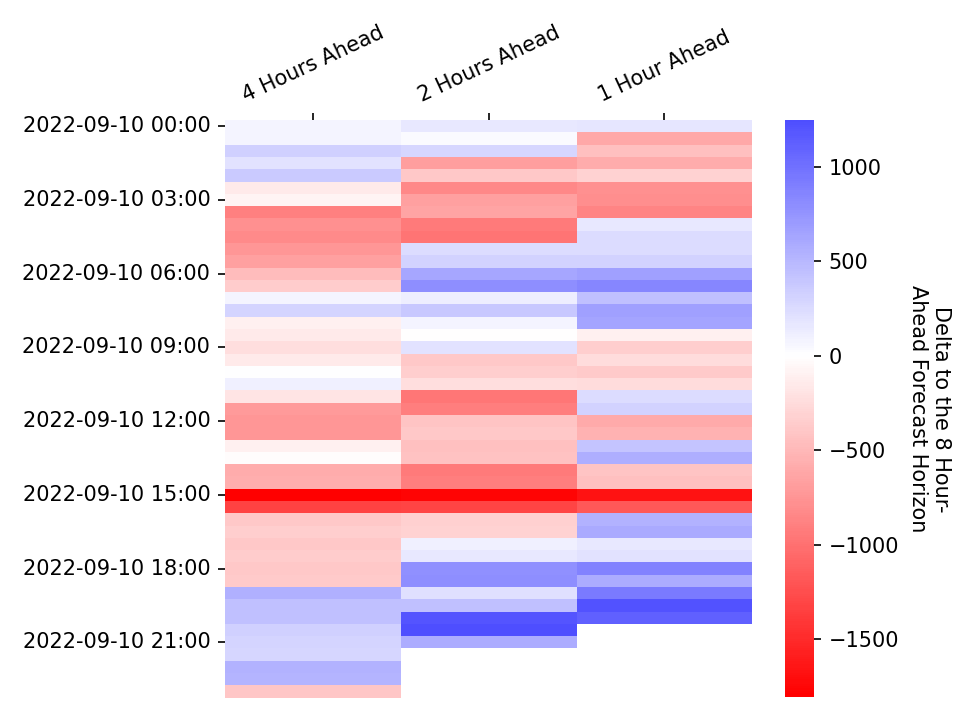 4 Hours Ahead
2 Hours Ahead
1 Hour Ahead
2022-09-10 00:00
2022-09-10 03:00
2022-09-10 06:00
2022-09-10 09:00
2022-09-10 12:00
2022-09-10 15:00
2022-09-10 18:00
2022-09-10 21:00
1000
500
0
−500
−1000
−1500
Delta to the 8 Hour-
Ahead Forecast Horizon